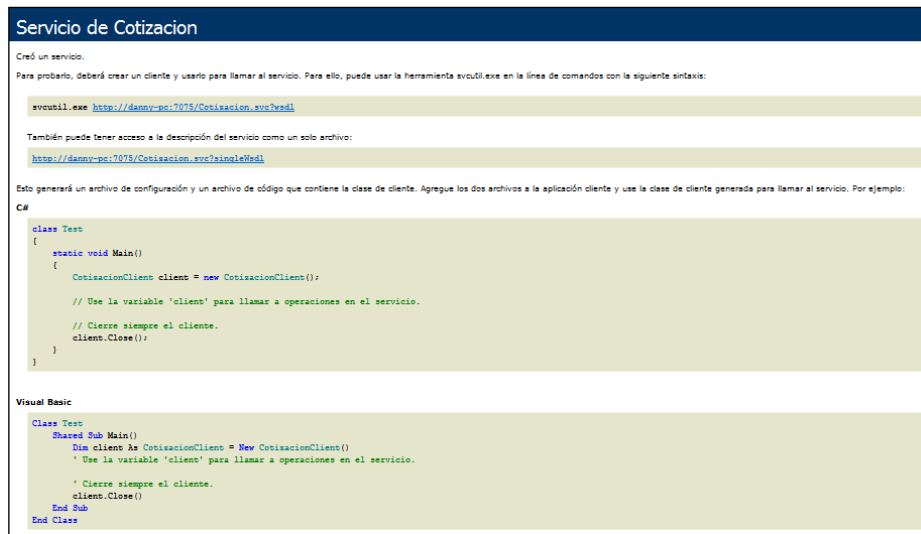 Servicio de Cotizacion
Creó un servicio.
Para probarlo, deberá crear un cliente y usarlo para llamar al servicio. Para ello, puede usar la herramienta svcutil.exe en la línea de comandos con la siguiente sintaxis:
svcutil.exe http://danny-pc:7075/Cotizacion.svc?wsdl
También puede tener acceso a la descripción del servicio como un solo archivo:
http://danny-pc:7075/Cotizacion.svc?singleWsdl
Esto generará un archivo de configuración y un archivo de código que contiene la clase de cliente. Agregue los dos archivos a la aplicación cliente y use la clase de cliente generada para llamar al servicio. Por ejemplo:
C#
class Test
{
static void Main()
{
CotizacionClient client = new CotizacionClient();
// Use la variable 'client' para llamar a operaciones en el servicio.
// Cierre siempre el cliente.
client.Close();
}
}
Visual Basic
Class Test
Shared Sub Main()
Dim client As CotizacionClient = New CotizacionClient()
' Use la variable 'client' para llamar a operaciones en el servicio.
' Cierre siempre el cliente.
client.Close()
End Sub
End Class